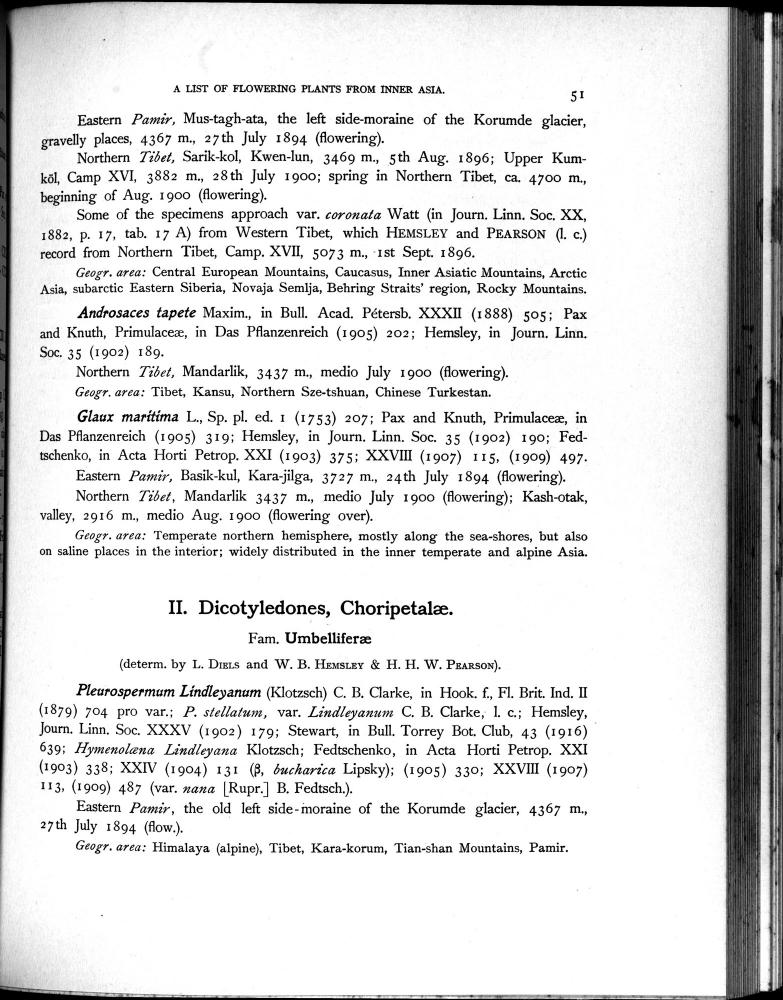 A LIST OF FLOWERING PLANTS FROM INNER ASIA.
51
Eastern Pamir, Mus-tagh-ata, the left side-moraine of the Korumde glacier,
gravelly places, 4367 m., 27th July 1894 (flowering).
Northern Tibet, Sarik-kol, Kwen-lun, 3469 m., 5th Aug. 1896; Upper Kum-
köl, Camp XVI, 3882 m., 28th July 1900; spring in Northern Tibet, ca. 4700 m.,
beginning of Aug. 1900 (flowering).
Some of the specimens approach var. coronata Watt (in Journ. Linn. Soc. XX,
1882, p. 17, tab. 17 A) from Western Tibet, which HEMSLEY and PEARSON (l. c.)
record from Northern Tibet, Camp. XVII, 5073 m., 1st Sept. 1896.
Geogr. area: Central European Mountains, Caucasus, Inner Asiatic Mountains, Arctic
Asia, subarctic Eastern Siberia, Novaja Semlja, Behring Straits' region, Rocky Mountains.
Androsaces tapete Maxim., in Bull. Acad. Pétersb. XXXII (1888) 505; Pax
and Knuth, Primulaceæ, in Das Pflanzenreich (1905) 202; Hemsley, in Journ. Linn.
Soc. 35 (1902) 189.
Northern Tibet, Mandarlik, 3437 m., medio July 1900 (flowering).
Geogr. area: Tibet, Kansu, Northern Sze-tshuan, Chinese Turkestan.
Glaux marítima L., Sp. pl. ed. 1 (1753) 207; Pax and Knuth, Primulaceæ, in
Das Pflanzenreich (1905) 319; Hemsley, in Journ. Linn. Soc. 35 (1902) 190; Fed-
tschenko, in Acta Horti Petrop. XXI (1903) 375; XXVIII (1907) 115, (1909) 497.
Eastern Pamir, Basik-kul, Kara-jilga, 3727 m., 24th July 1894 (flowering).
Northern Tibet, Mandarlik 3437 m., medio July 1900 (flowering); Kash-otak,
valley, 2916 m., medio Aug. 1900 (flowering over).
Geogr. area: Temperate northern hemisphere, mostly along the sea-shores, but also
on saline places in the interior; widely distributed in the inner temperate and alpine Asia.
II. Dicotyledones, Choripetalæ.
Fam. Umbelliferæ
(determ. by L. DIELS and W. B. HEMSLEY & H. H. W. PEARSON).
Pleurospermum Líndleyanum (Klotzsch) C. B. Clarke, in Hook. f., Fl. Brit. Ind. II
(1879) 704 pro var.; P. stellatum, var. Lindleyanum C. B. Clarke, l. c.; Hemsley,
Journ. Linn. Soc. XXXV (1902) 179; Stewart, in Bull. Torrey Bot. Club, 43 (1916)
639; Hymenolæna Lindleyana Klotzsch; Fedtschenko, in Acta Horti Petrop. XXI
(1903) 338; XXIV (1904) 131 (β, bucharica Lipsky); (1905) 330; XXVIII (1907)
113, (1909) 487 (var. nana [Rupr.] B. Fedtsch.).
Eastern Pamir, the old left side-moraine of the Korumde glacier, 4367 m.,
27th July 1894 (flow.).
Geogr. area: Himalaya (alpine), Tibet, Kara-korum, Tian-shan Mountains, Pamir.